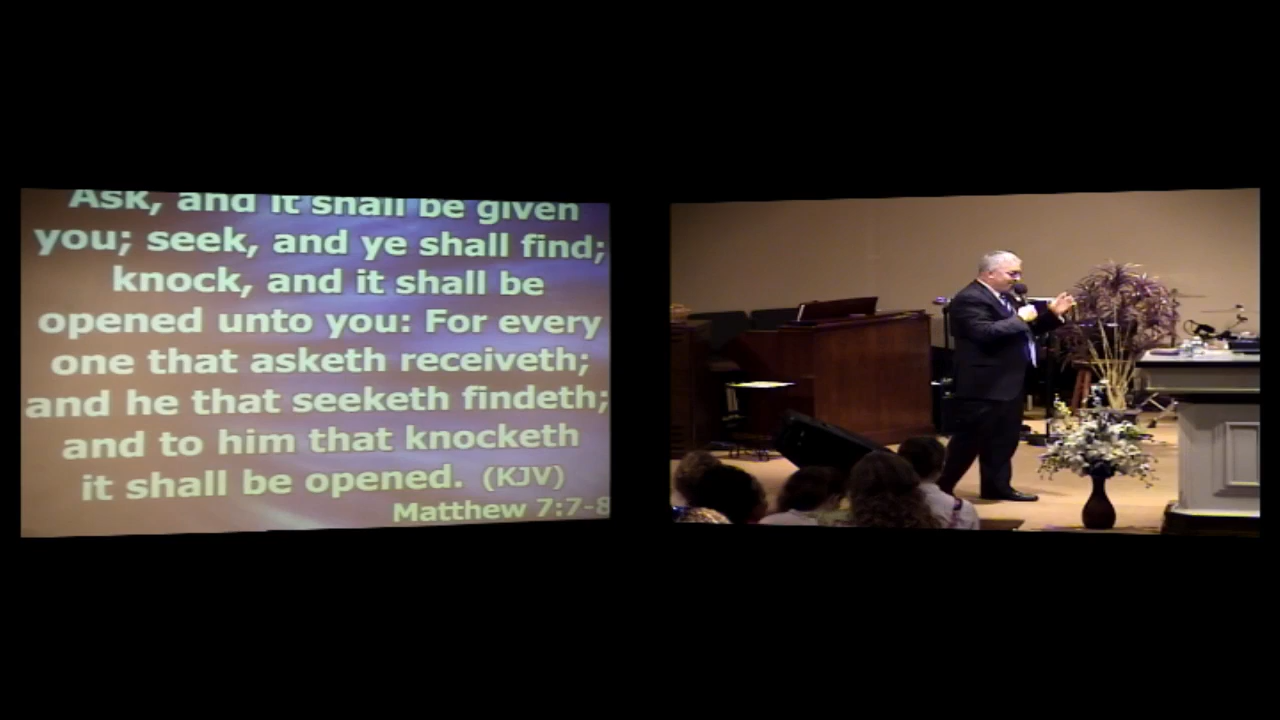 Ask, and it shall be given
you; seek, and ye shall find;
knock, and it shall be
opened unto you: For every
one that asketh receiveth;
and he that seeketh findeth;
and to him that knocketh
it shall be opened. (KJV)
Matthew 7:7-8